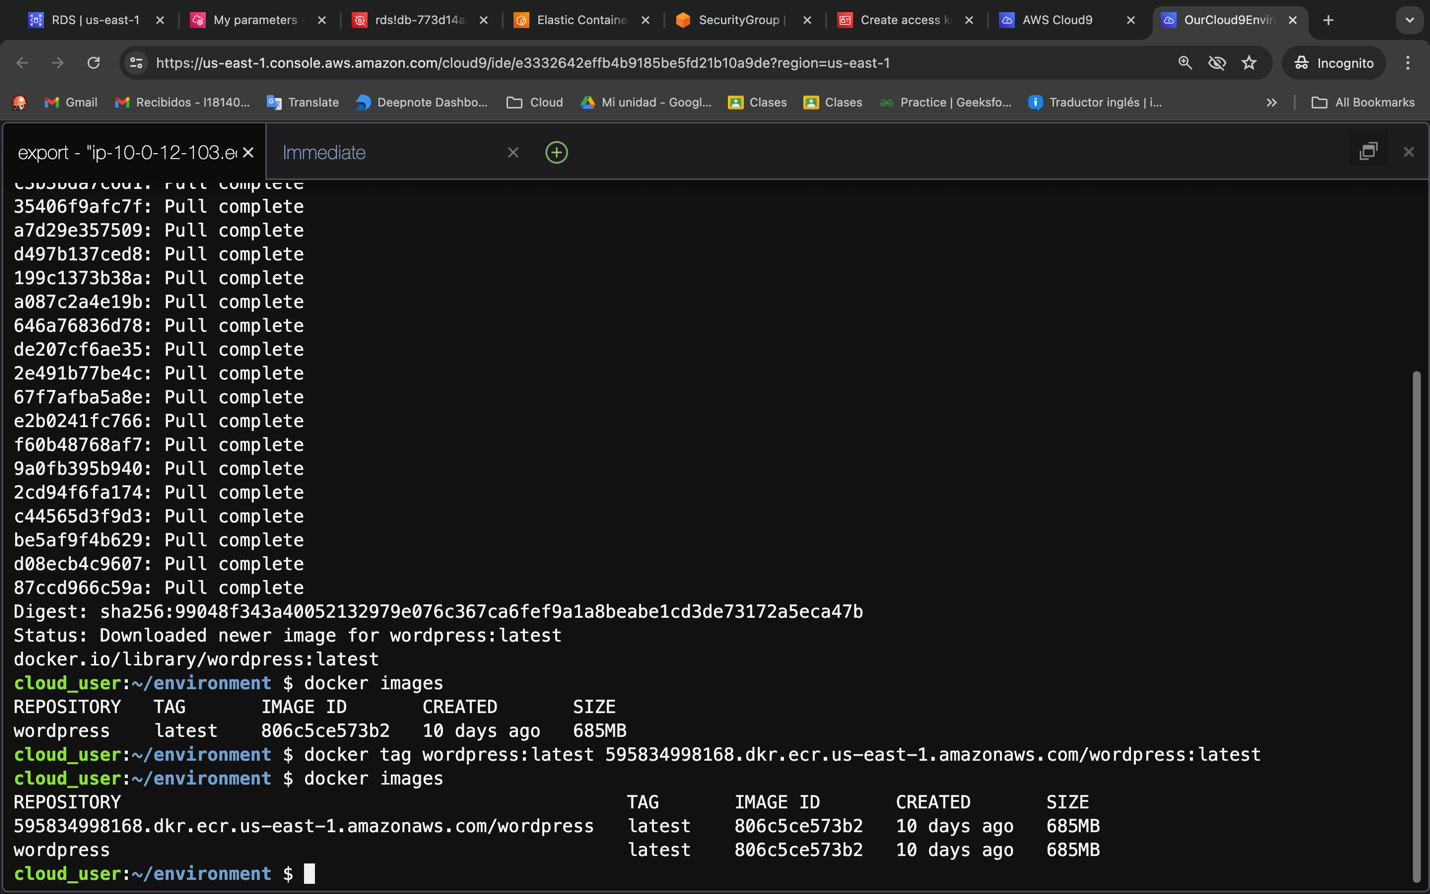 RDS | us-east-1
My parameters
rds!db-773d14a
Elastic Containe
SecurityGroup |
Create access k
AWS Cloud9
OurCloud9Envir
https://us-east-1.console.aws.amazon.com/cloud9/ide/e3332642effb4b9185be5fd21b10a9de?region=us-east-1
Incognito
Gmail
Recibidos - l18140...
Translate
Deepnote Dashbo...
Cloud
Mi unidad - Googl...
Clases
Clases
Practice | Geeksfo...
Traductor inglés | i...
All Bookmarks
export - "ip-10-0-12-103.e
Immediate
c3b3bda7c6d1: Pull complete
35406f9afc7f: Pull complete
a7d29e357509: Pull complete
d497b137ced8: Pull complete
199c1373b38a: Pull complete
a087c2a4e19b: Pull complete
646a76836d78: Pull complete
de207cf6ae35: Pull complete
2e491b77be4c: Pull complete
67f7afba5a8e: Pull complete
e2b0241fc766: Pull complete
f60b48768af7: Pull complete
9a0fb395b940: Pull complete
2cd94f6fa174: Pull complete
c44565d3f9d3: Pull complete
be5af9f4b629: Pull complete
d08ecb4c9607: Pull complete
87ccd966c59a: Pull complete
Digest: sha256:99048f343a40052132979e076c367ca6fef9a1a8beabe1cd3de73172a5eca47b
Status: Downloaded newer image for wordpress:latest
docker.io/library/wordpress:latest
cloud_user:~/environment $ docker images
REPOSITORY TAG IMAGE ID CREATED SIZE
wordpress latest 806c5ce573b2 10 days ago 685MB
cloud_user:~/environment $ docker tag wordpress:latest 595834998168.dkr.ecr.us-east-1.amazonaws.com/wordpress:latest
cloud_user:~/environment $ docker images
REPOSITORY TAG IMAGE ID CREATED SIZE
595834998168.dkr.ecr.us-east-1.amazonaws.com/wordpress latest 806c5ce573b2 10 days ago 685MB
wordpress latest 806c5ce573b2 10 days ago 685MB
cloud_user:~/environment $